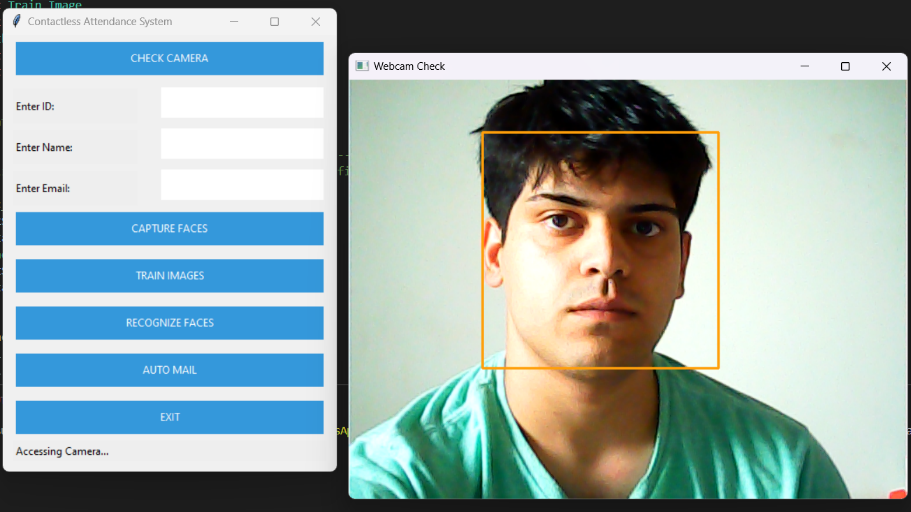 Train Image
Contactless Attendance System
CHECK CAMERA
Enter ID:
Enter Name:
Enter Email:
CAPTURE FACES
TRAIN IMAGES
RECOGNIZE FACES
AUTO MAIL
EXIT
Accessing Camera...
Webcam Check